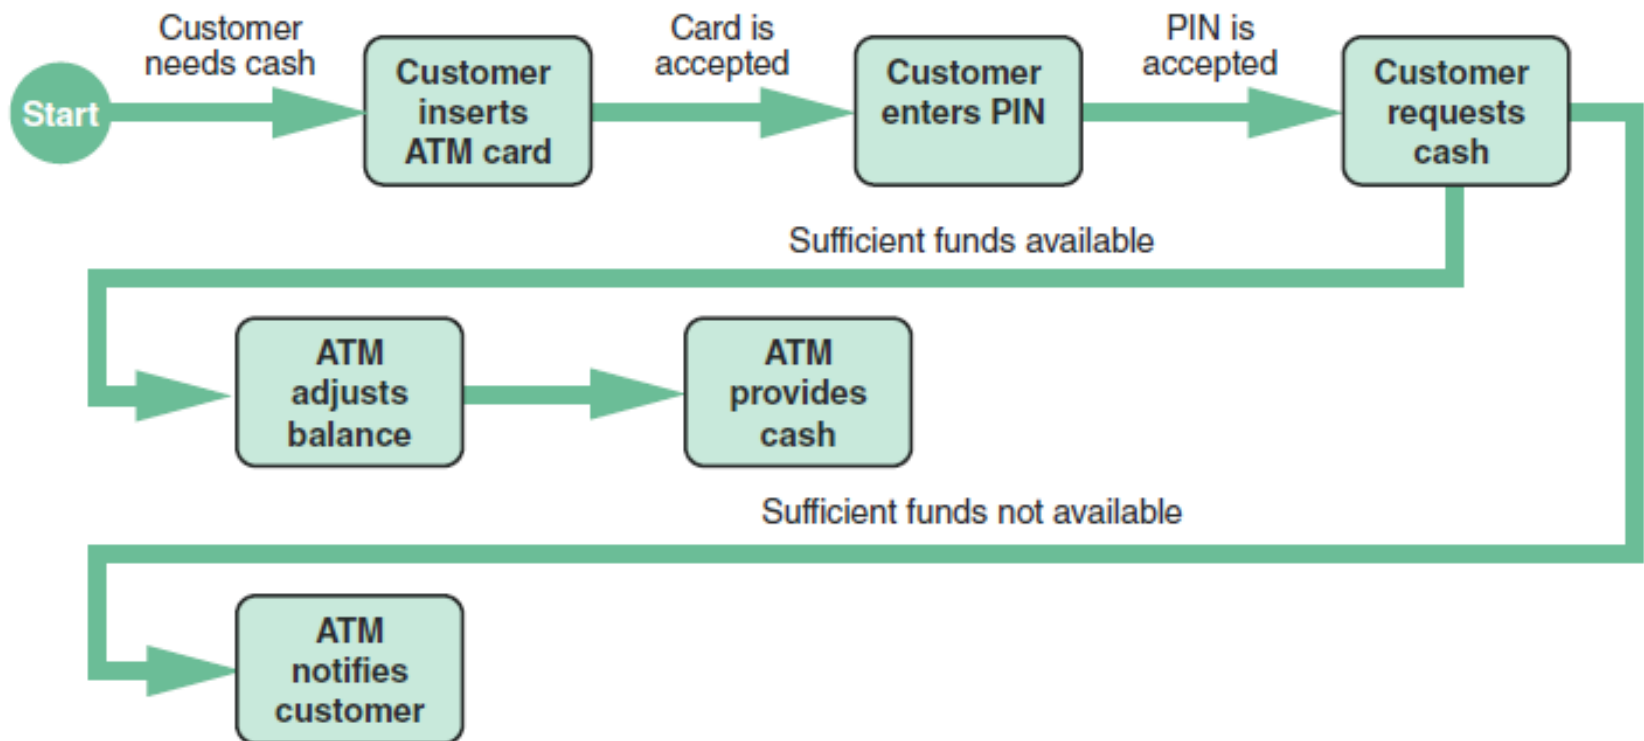 Start
Customer
needs cash
Customer
inserts
ATM card
Card is
accepted
Customer
enters PIN
PIN is
accepted
Customer
requests
cash
Sufficient funds available
ATM
adjusts
balance
ATM
provides
cash
Sufficient funds not available
ATM
notifies
customer